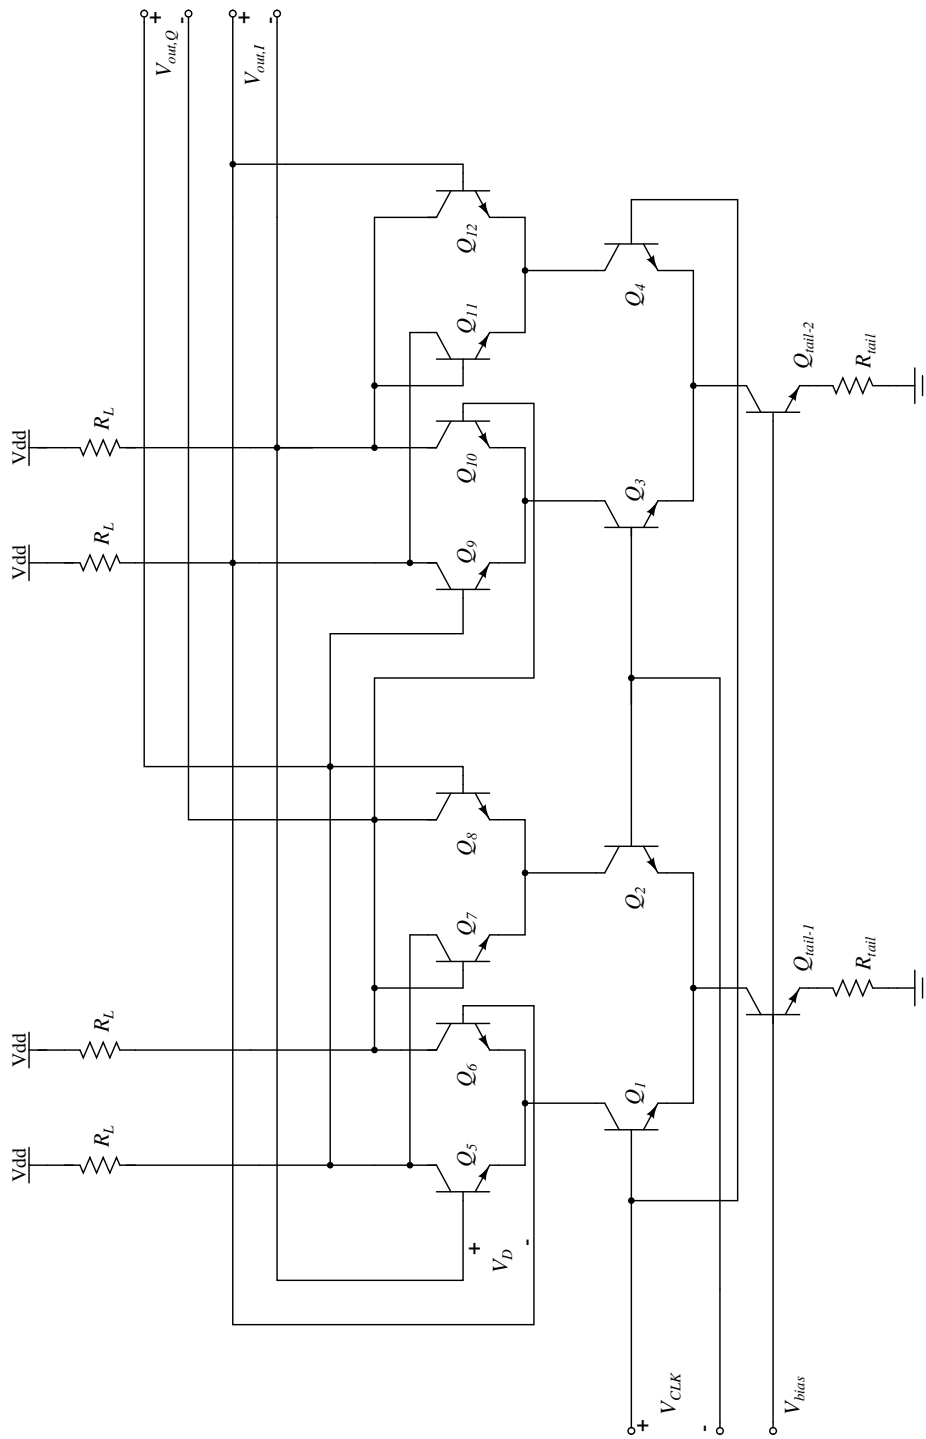 +
-
+
-
V_out,Q
V_out,I
Vdd
Vdd
Vdd
Vdd
R_L
R_L
R_L
R_L
Q_5
Q_6
Q_7
Q_8
Q_9
Q_10
Q_11
Q_12
+
V_D
-
Q_1
Q_2
Q_3
Q_4
+
V_CLK
-
V_bias
Q_tail-1
R_tail
Q_tail-2
R_tail